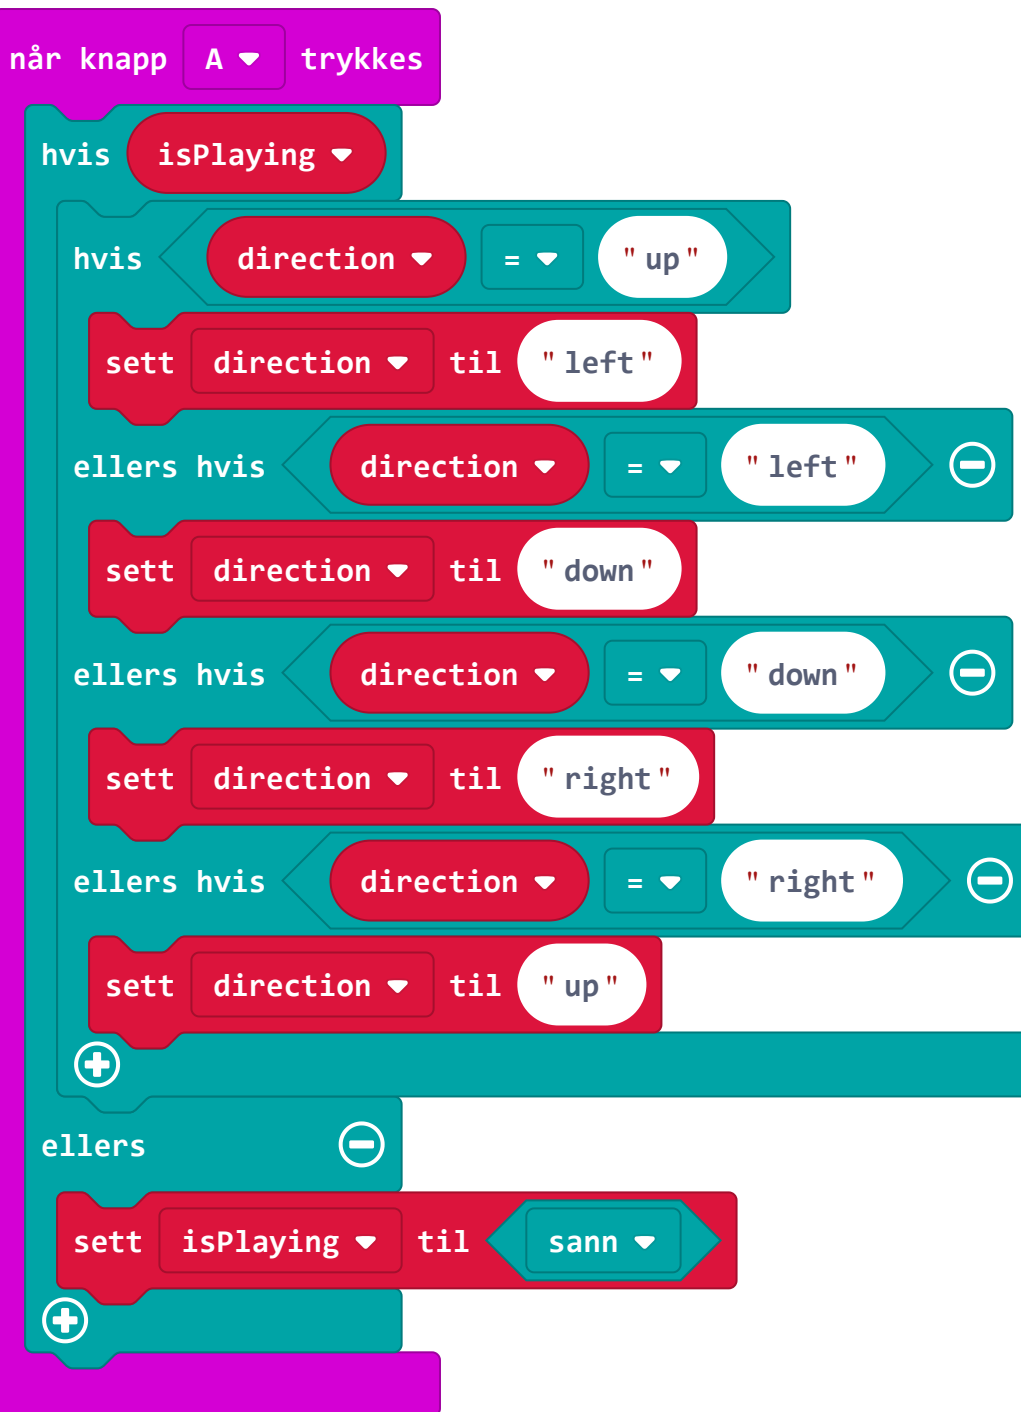 når knapp A trykkes
hvis isPlaying
hvis direction = "up"
sett direction til "left"
ellers hvis direction = "left"
sett direction til "down"
ellers hvis direction = "down"
sett direction til "right"
ellers hvis direction = "right"
sett direction til "up"
ellers
sett isPlaying til sann